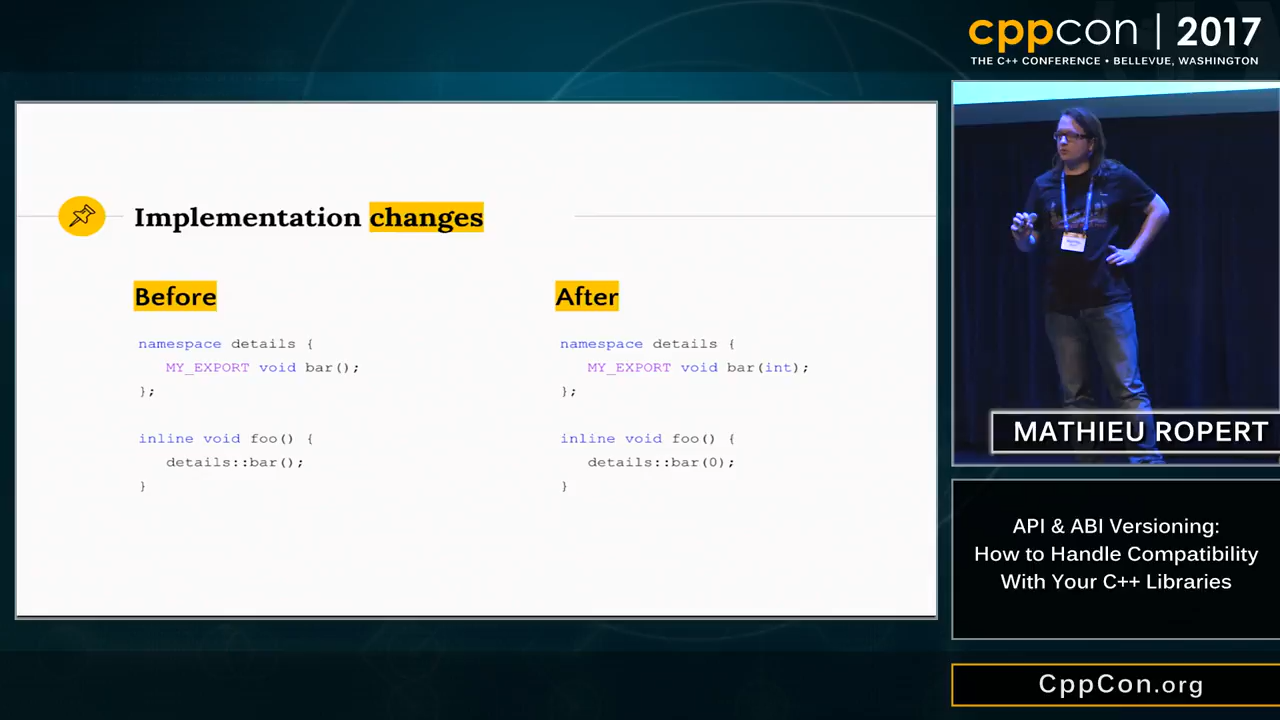 cppcon | 2017
THE C++ CONFERENCE • BELLEVUE, WASHINGTON
Implementation changes
Before
namespace details {
MY_EXPORT void bar();
};
inline void foo() {
details::bar();
}
After
namespace details {
MY_EXPORT void bar(int);
};
inline void foo() {
details::bar(0);
}
MATHIEU ROPERT
API & ABI Versioning:
How to Handle Compatibility
With Your C++ Libraries
CppCon.org